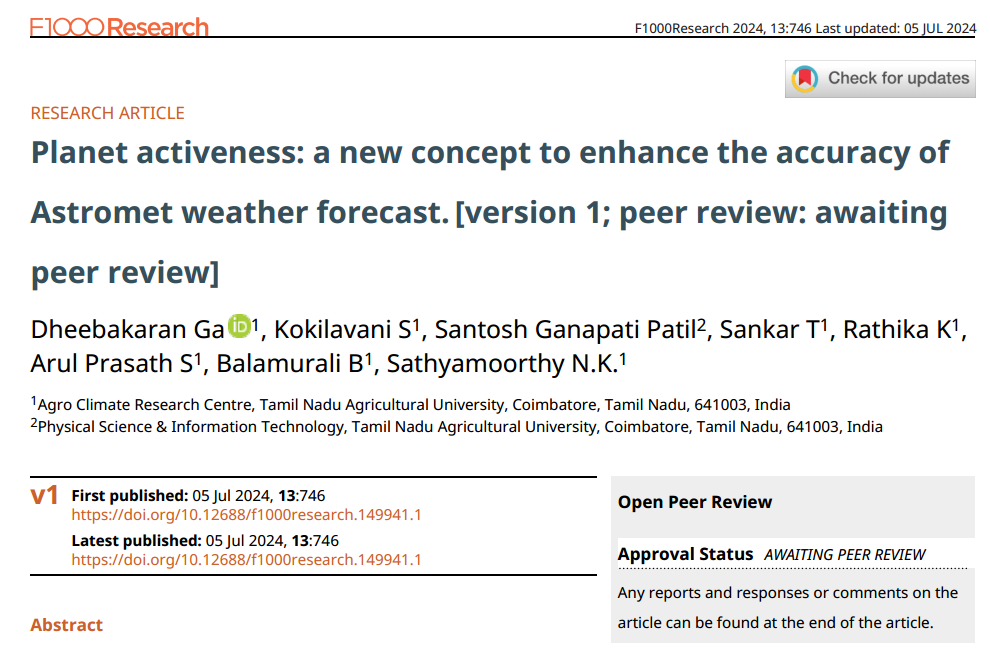 F1000Research
F1000Research 2024, 13:746 Last updated: 05 JUL 2024
Check for updates
RESEARCH ARTICLE
Planet activeness: a new concept to enhance the accuracy of
Astromet weather forecast. [version 1; peer review: awaiting
peer review]
Dheebakaran Ga iD 1, Kokilavani S1, Santosh Ganapati Patil2, Sankar T1, Rathika K1,
Arul Prasath S1, Balamurali B1, Sathyamoorthy N.K.1
1Agro Climate Research Centre, Tamil Nadu Agricultural University, Coimbatore, Tamil Nadu, 641003, India
2Physical Science & Information Technology, Tamil Nadu Agricultural University, Coimbatore, Tamil Nadu, 641003, India
v1 First published: 05 Jul 2024, 13:746
https://doi.org/10.12688/f1000research.149941.1
Latest published: 05 Jul 2024, 13:746
https://doi.org/10.12688/f1000research.149941.1
Abstract
Open Peer Review
Approval Status AWAITING PEER REVIEW
Any reports and responses or comments on the
article can be found at the end of the article.